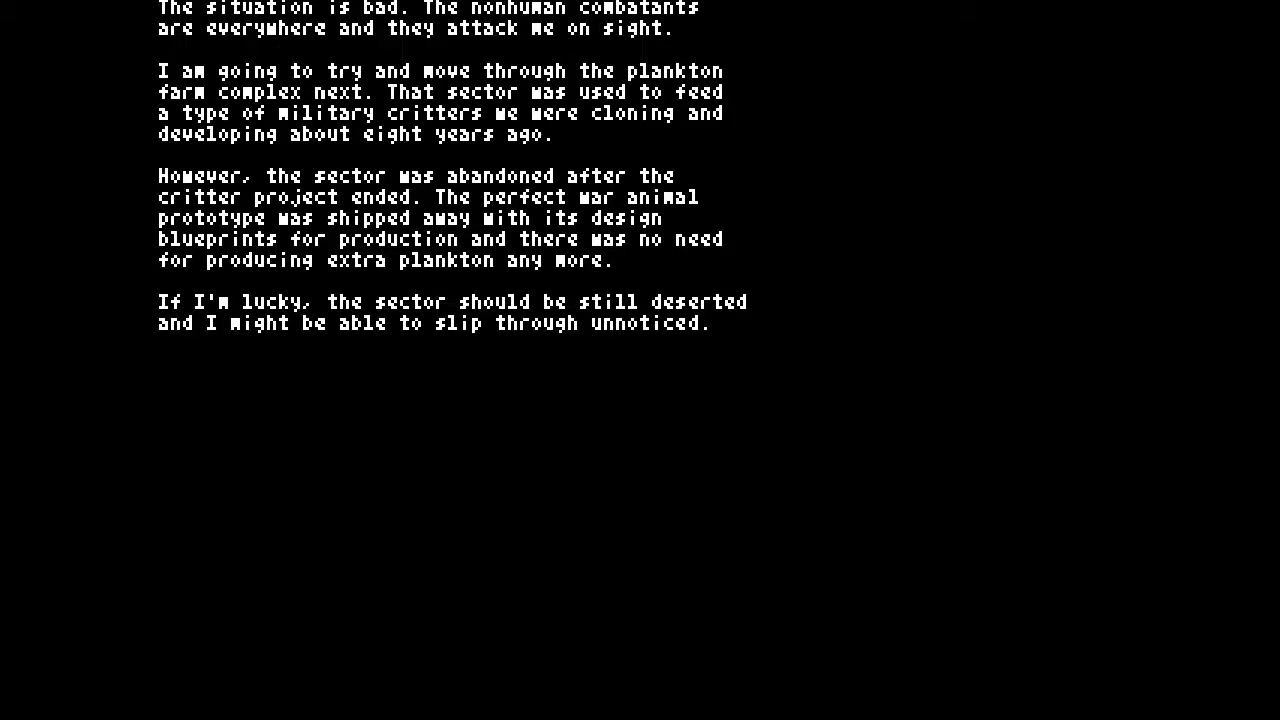 The situation is bad. The nonhuman combatants
are everywhere and they attack me on sight.
I am going to try and move through the plankton
farm complex next. That sector was used to feed
a type of military critters we were cloning and
developing about eight years ago.
However, the sector was abandoned after the
critter project ended. The perfect war animal
prototype was shipped away with its design
blueprints for production and there was no need
for producing extra plankton any more.
If I'm lucky, the sector should be still deserted
and I might be able to slip through unnoticed.